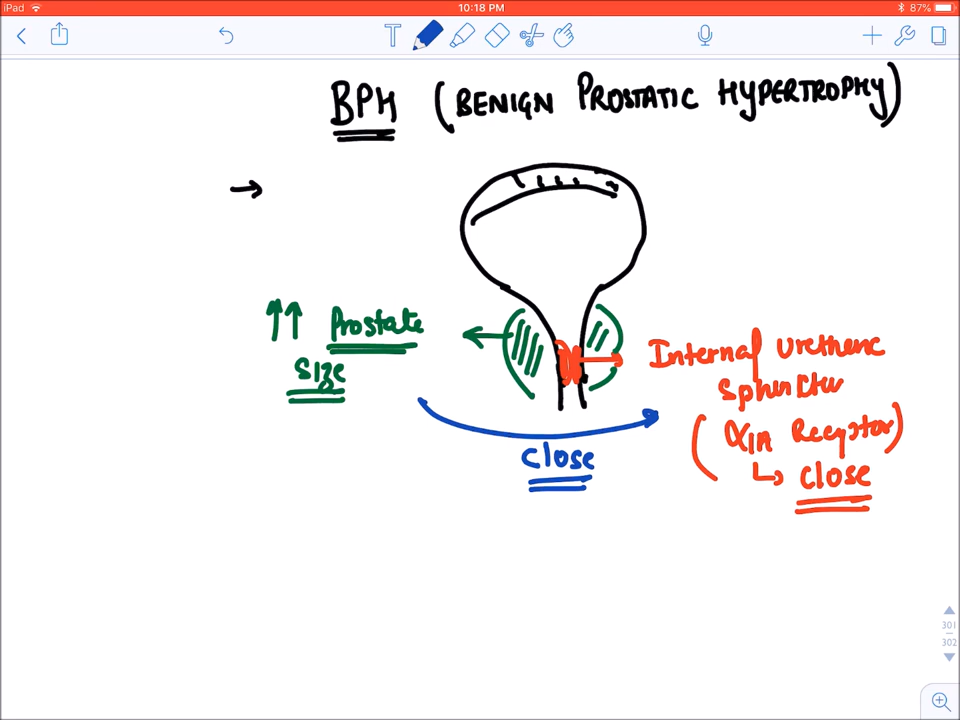 iPad
10:18 PM
87%
T
BPH (BENIGN PROSTATIC HYPERTROPHY)
↑↑ Prostate
Size
Internal urethene
Sphincter
(α1A Receptor)
↳ close
close
301
302